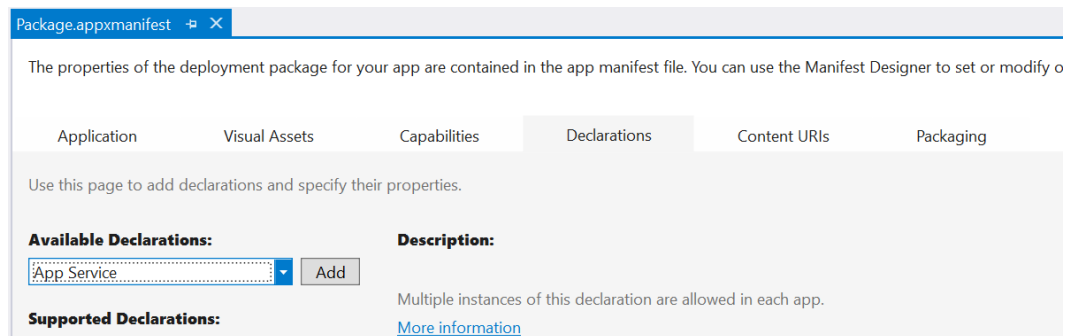 Package.appxmanifest
The properties of the deployment package for your app are contained in the app manifest file. You can use the Manifest Designer to set or modify o
Application Visual Assets Capabilities Declarations Content URIs Packaging
Use this page to add declarations and specify their properties.
Available Declarations:
App Service Add
Supported Declarations:
Description:
Multiple instances of this declaration are allowed in each app.
More information